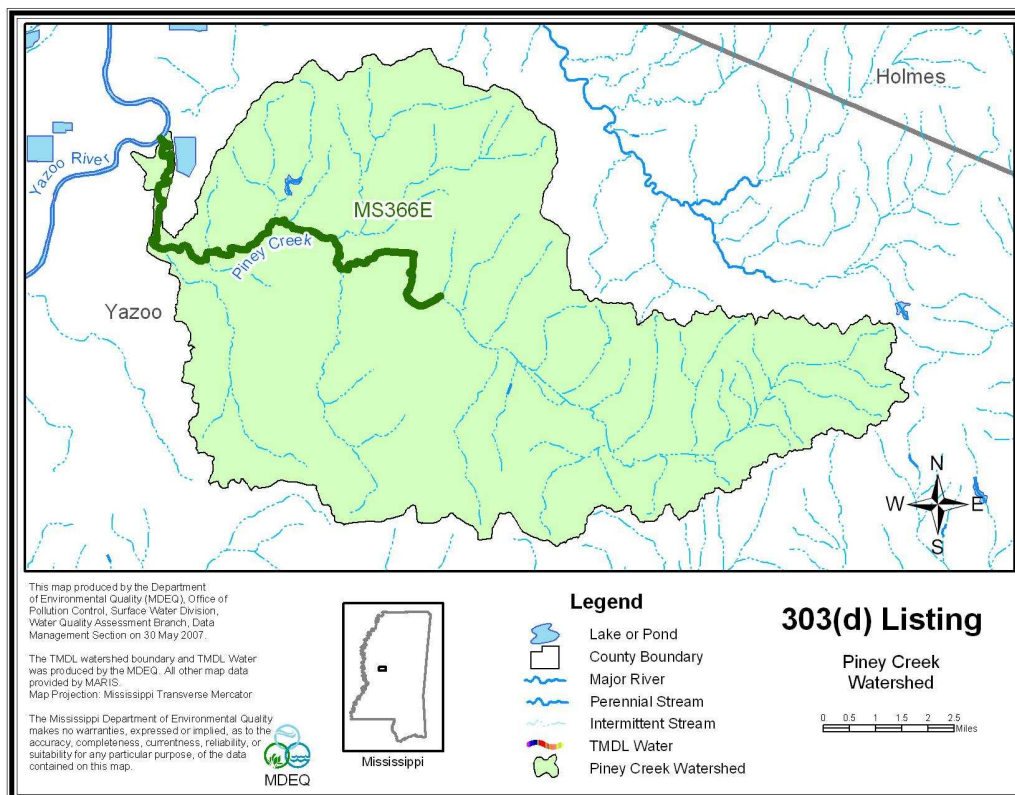 Holmes
Yazoo River
MS366E
Piney Creek
Yazoo
N
W E
S
This map produced by the Department
of Environmental Quality (MDEQ), Office of
Pollution Control, Surface Water Division,
Water Quality Assessment Branch, Data
Management Section on 30 May 2007.
The TMDL watershed boundary and TMDL Water
was produced by the MDEQ. All other map data
provided by MARIS.
Map Projection: Mississippi Transverse Mercator
The Mississippi Department of Environmental Quality
makes no warranties, expressed or implied, as to the
accuracy, completeness, currentness, reliability, or
suitability for any particular purpose, of the data
contained on this map.
MDEQ
Mississippi
Legend
Lake or Pond
County Boundary
Major River
Perennial Stream
Intermittent Stream
TMDL Water
Piney Creek Watershed
303(d) Listing
Piney Creek
Watershed
0 0.5 1 1.5 2 2.5
Miles